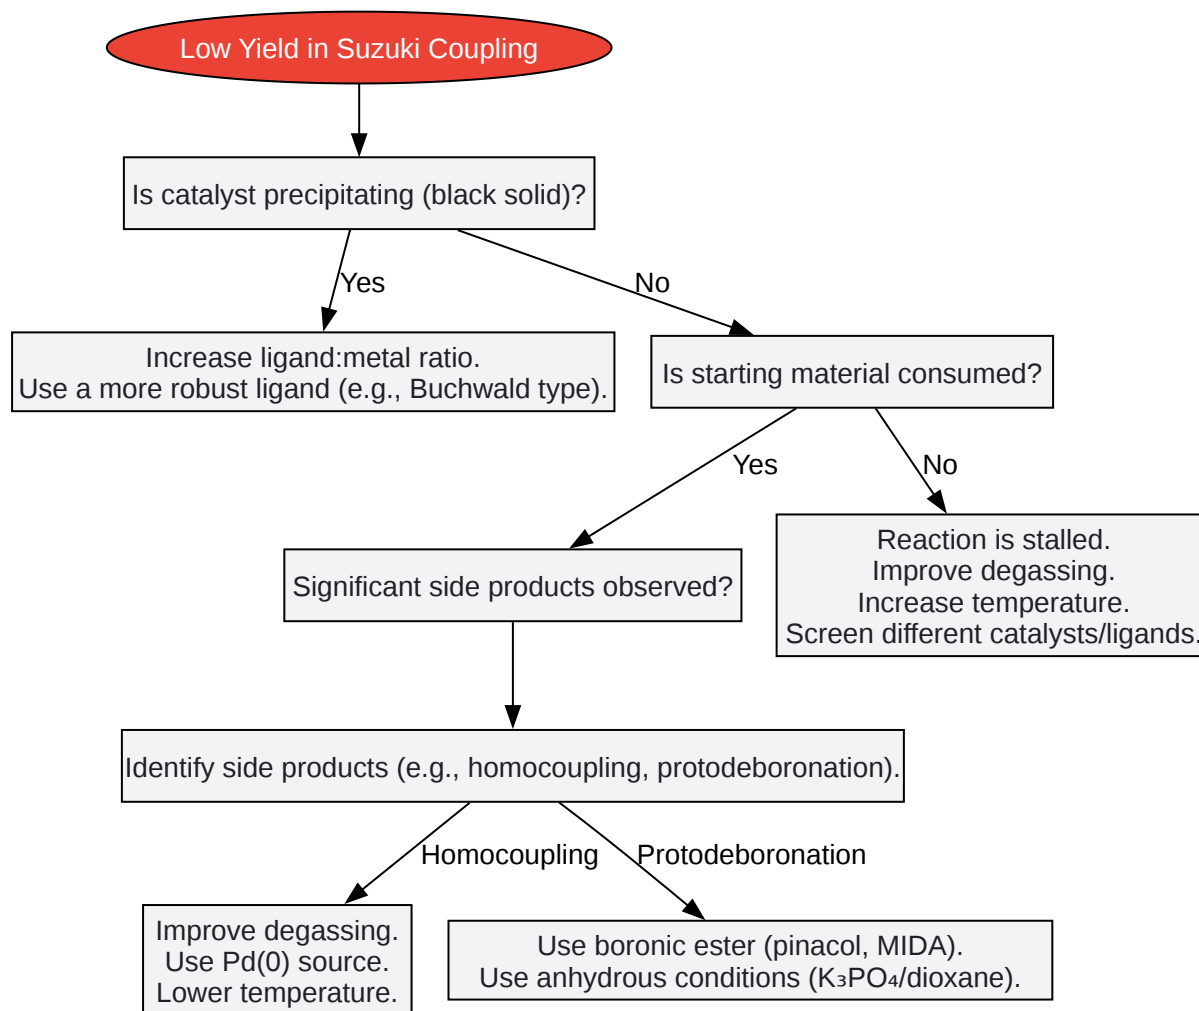 Low Yield in Suzuki Coupling
Is catalyst precipitating (black solid)?
Yes
No
Increase ligand:metal ratio.
Use a more robust ligand (e.g., Buchwald type).
Is starting material consumed?
Yes
No
Significant side products observed?
Reaction is stalled.
Improve degassing.
Increase temperature.
Screen different catalysts/ligands.
Identify side products (e.g., homocoupling, protodeboronation).
Homocoupling
Protodeboronation
Improve degassing.
Use Pd(0) source.
Lower temperature.
Use boronic ester (pinacol, MIDA).
Use anhydrous conditions (K₃PO₄/dioxane).